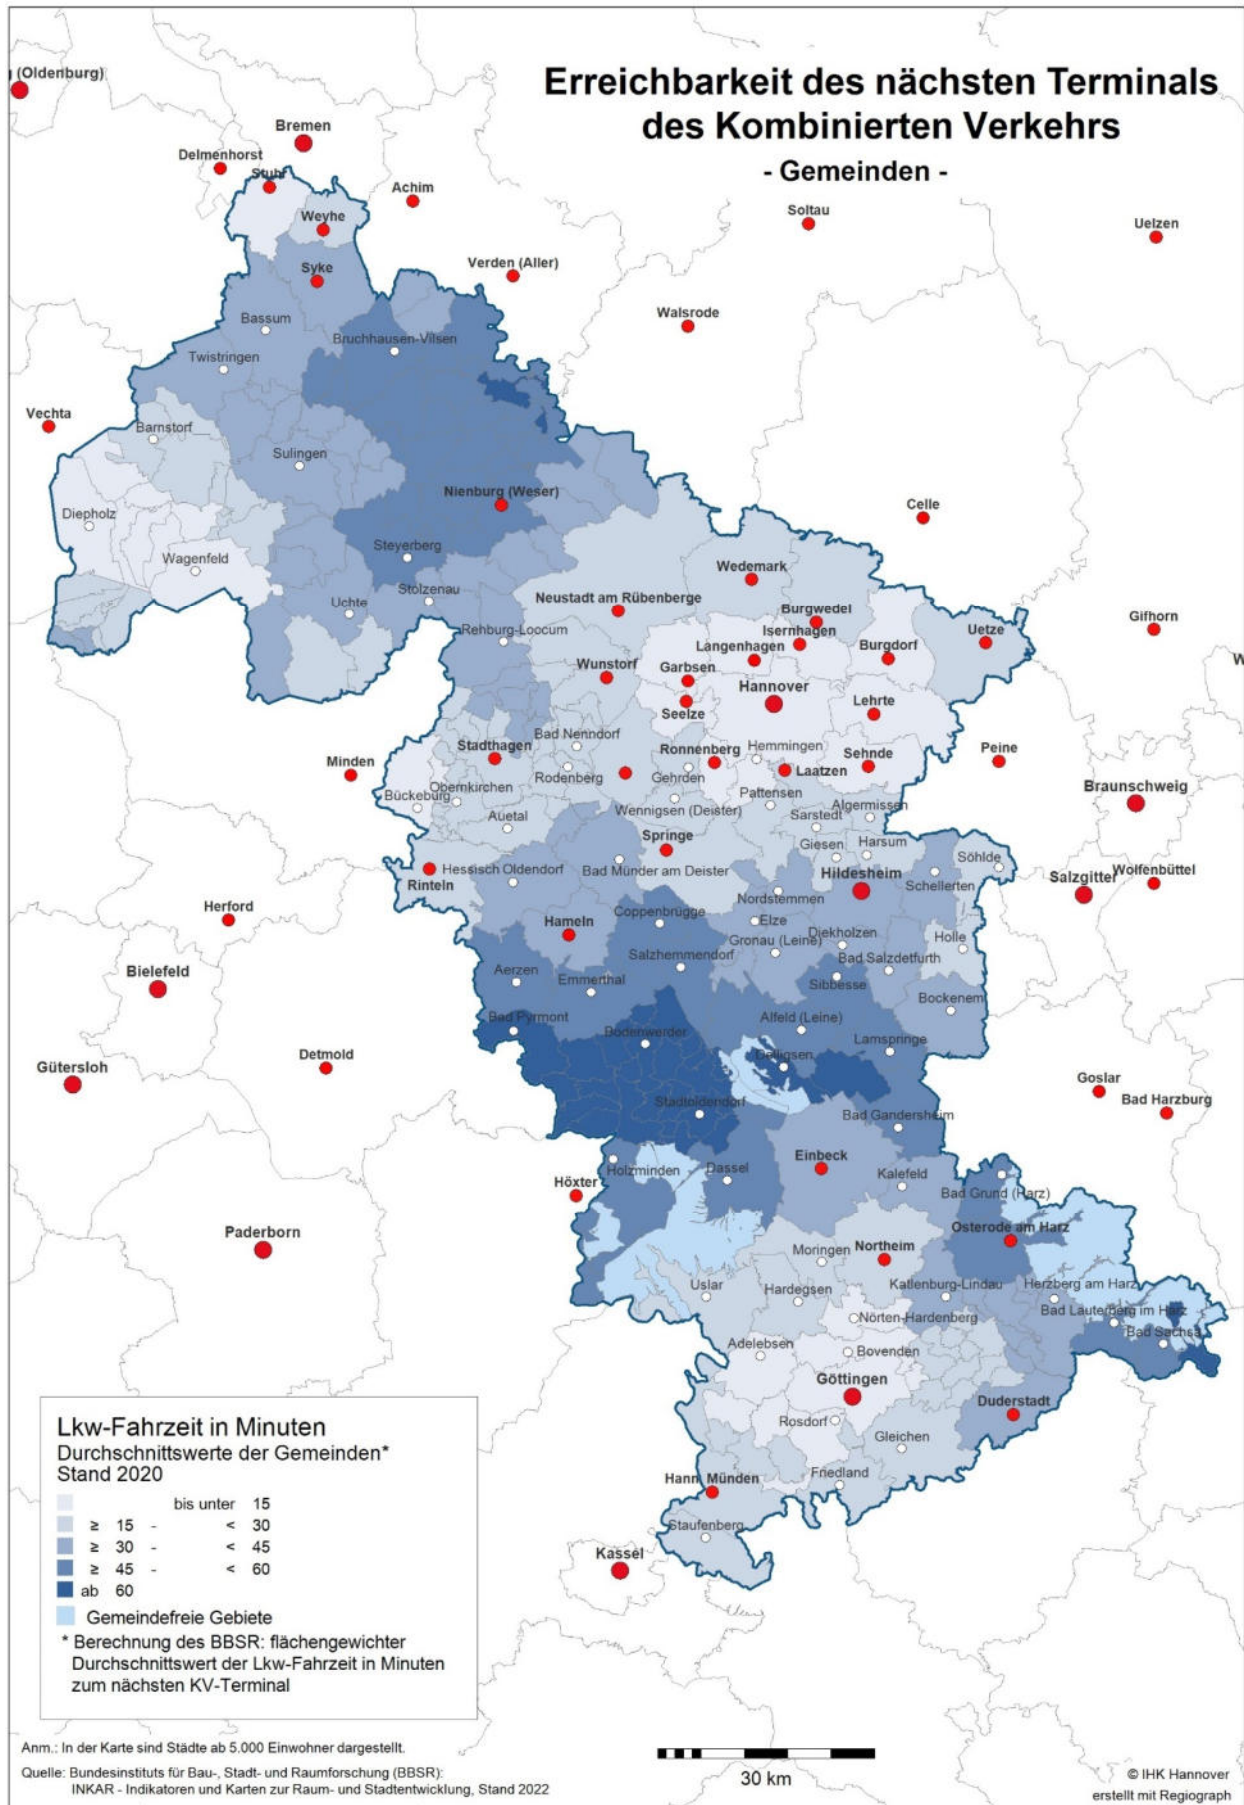 Erreichbarkeit des nächsten Terminals
des Kombinierten Verkehrs
- Gemeinden -
(Oldenburg)
Bremen
Delmenhorst
Stuhr
Achim
Weyhe
Soltau
Uelzen
Verden (Aller)
Syke
Walsrode
Bassum
Bruchhausen-Vilsen
Twistringen
Vechta
Barnstorf
Sulingen
Nienburg (Weser)
Celle
Diepholz
Steyerberg
Wagenfeld
Wedemark
Stolzenau
Uchte
Neustadt am Rübenberge
Burgwedel
Gifhorn
Rehburg-Loccum
Isernhagen
Uetze
Langenhagen
Burgdorf
Wunstorf
Garbsen
W
Hannover
Lehrte
Seelze
Bad Nenndorf
Stadthagen
Ronnenberg
Hemmingen
Sehnde
Peine
Minden
Rodenberg
Gehrden
Laatzen
Braunschweig
Obernkirchen
Bückeburg
Pattensen
Wennigsen (Deister)
Algermissen
Auetal
Sarstedt
Springe
Giesen
Harsum
Söhlde
Hessisch Oldendorf
Bad Münder am Deister
Hildesheim
Wolfenbüttel
Rinteln
Salzgitter
Schellerten
Nordstemmen
Herford
Coppenbrügge
Hameln
Elze
Diekholzen
Gronau (Leine)
Holle
Salzhemmendorf
Bad Salzdetfurth
Bielefeld
Aerzen
Emmerthal
Sibbesse
Bockenem
Bad Pyrmont
Alfeld (Leine)
Bodenwerder
Lamspringe
Detmold
Gütersloh
Delligsen
Goslar
Bad Harzburg
Stadtoldendorf
Bad Gandersheim
Einbeck
Holzminden
Dassel
Kalefeld
Höxter
Bad Grund (Harz)
Paderborn
Osterode am Harz
Northeim
Moringen
Uslar
Hardegsen
Katlenburg-Lindau
Herzberg am Harz
Bad Lauterberg im Harz
Nörten-Hardenberg
Bad Sachsa
Adelebsen
Bovenden
Göttingen
Duderstadt
Rosdorf
Gleichen
Friedland
Hann. Münden
Staufenberg
Kassel
Lkw-Fahrzeit in Minuten
Durchschnittswerte der Gemeinden*
Stand 2020
bis unter 15
≥ 15 - < 30
≥ 30 - < 45
≥ 45 - < 60
ab 60
Gemeindefreie Gebiete
* Berechnung des BBSR: flächengewichter
Durchschnittswert der Lkw-Fahrzeit in Minuten
zum nächsten KV-Terminal
Anm.: In der Karte sind Städte ab 5.000 Einwohner dargestellt.
Quelle: Bundesinstituts für Bau-, Stadt- und Raumforschung (BBSR):
INKAR - Indikatoren und Karten zur Raum- und Stadtentwicklung, Stand 2022
30 km
© IHK Hannover
erstellt mit Regiograph